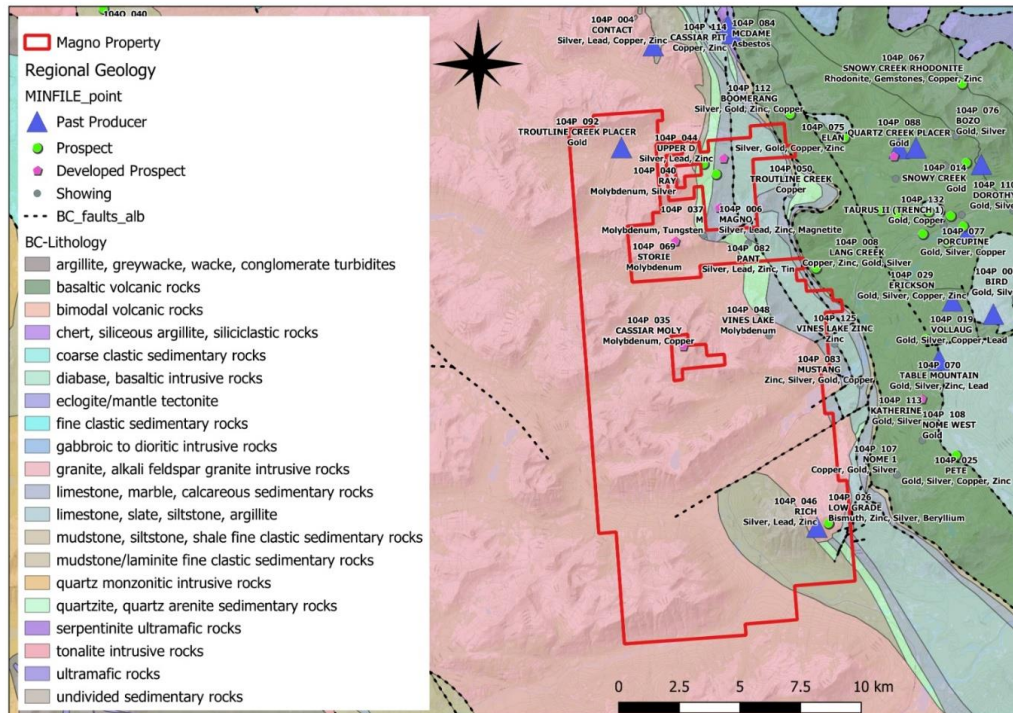 Magno Property
Regional Geology
MINFILE_point
Past Producer
Prospect
Developed Prospect
Showing
BC_faults_alb
BC-Lithology
argillite, greywacke, wacke, conglomerate turbidites
basaltic volcanic rocks
bimodal volcanic rocks
chert, siliceous argillite, siliciclastic rocks
coarse clastic sedimentary rocks
diabase, basaltic intrusive rocks
eclogite/mantle tectonite
fine clastic sedimentary rocks
gabbroic to dioritic intrusive rocks
granite, alkali feldspar granite intrusive rocks
limestone, marble, calcareous sedimentary rocks
limestone, slate, siltstone, argillite
mudstone, siltstone, shale fine clastic sedimentary rocks
mudstone/laminite fine clastic sedimentary rocks
quartz monzonitic intrusive rocks
quartzite, quartz arenite sedimentary rocks
serpentinite ultramafic rocks
tonalite intrusive rocks
ultramafic rocks
undivided sedimentary rocks
104O 040
104P 004
CONTACT
Silver, Lead, Copper, Zinc
104P 114
CASSIAR PIT
Copper, Zinc
104P 084
MCDAME
Asbestos
104P 067
SNOWY CREEK RHODONITE
Rhodonite, Gemstones, Copper, Zinc
104P 112
BOOMERANG
Silver, Gold, Zinc, Copper
104P 076
BOZO
Gold, Silver
104P 092
TROUTLINE CREEK PLACER
Gold
104P 044
UPPER D
Silver, Lead, Zinc
104P 075
ELAN
Silver, Gold, Copper, Zinc
104P 088
QUARTZ CREEK PLACER
Gold
104P 040
RAY
Molybdenum, Silver
104P 050
TROUTLINE CREEK
Copper
104P 014
SNOWY CREEK
Gold
104P 110
DOROTHY
Gold, Silver
104P 037
M
Molybdenum, Tungsten
104P 006
MAGNO
Silver, Lead, Zinc, Magnetite
104P 132
TAURUS II (TRENCH 1)
Gold, Copper
104P 077
PORCUPINE
Gold, Silver, Copper
104P 069
STORIE
Molybdenum
104P 082
PANT
Silver, Lead, Zinc, Tin
104P 008
LANG CREEK
Copper, Zinc, Gold, Silver
104P 029
ERICKSON
Gold, Silver, Copper, Zinc
104P 00
BIRD
Gold, Silver
104P 035
CASSIAR MOLY
Molybdenum, Copper
104P 048
VINES LAKE
Molybdenum
104P 125
VINES LAKE ZINC
Zinc
104P 019
VOLLAUG
Gold, Silver, Copper, Lead
104P 083
MUSTANG
Zinc, Silver, Gold, Copper
104P 070
TABLE MOUNTAIN
Gold, Silver, Zinc, Lead
104P 113
KATHERINE
Gold, Silver
104P 108
NOME WEST
Gold
104P 107
NOME 1
Copper, Gold, Silver
104P 025
PETE
Gold, Silver, Copper, Zinc
104P 046
RICH
Silver, Lead, Zinc
104P 026
LOW GRADE
Bismuth, Zinc, Silver, Beryllium
0 2.5 5 7.5 10 km